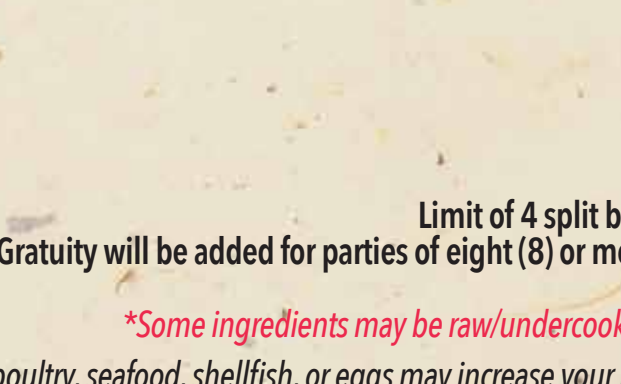 Limit of 4 split b
Gratuity will be added for parties of eight (8) or mo
*Some ingredients may be raw/undercook
poultry, seafood, shellfish, or eggs may increase your